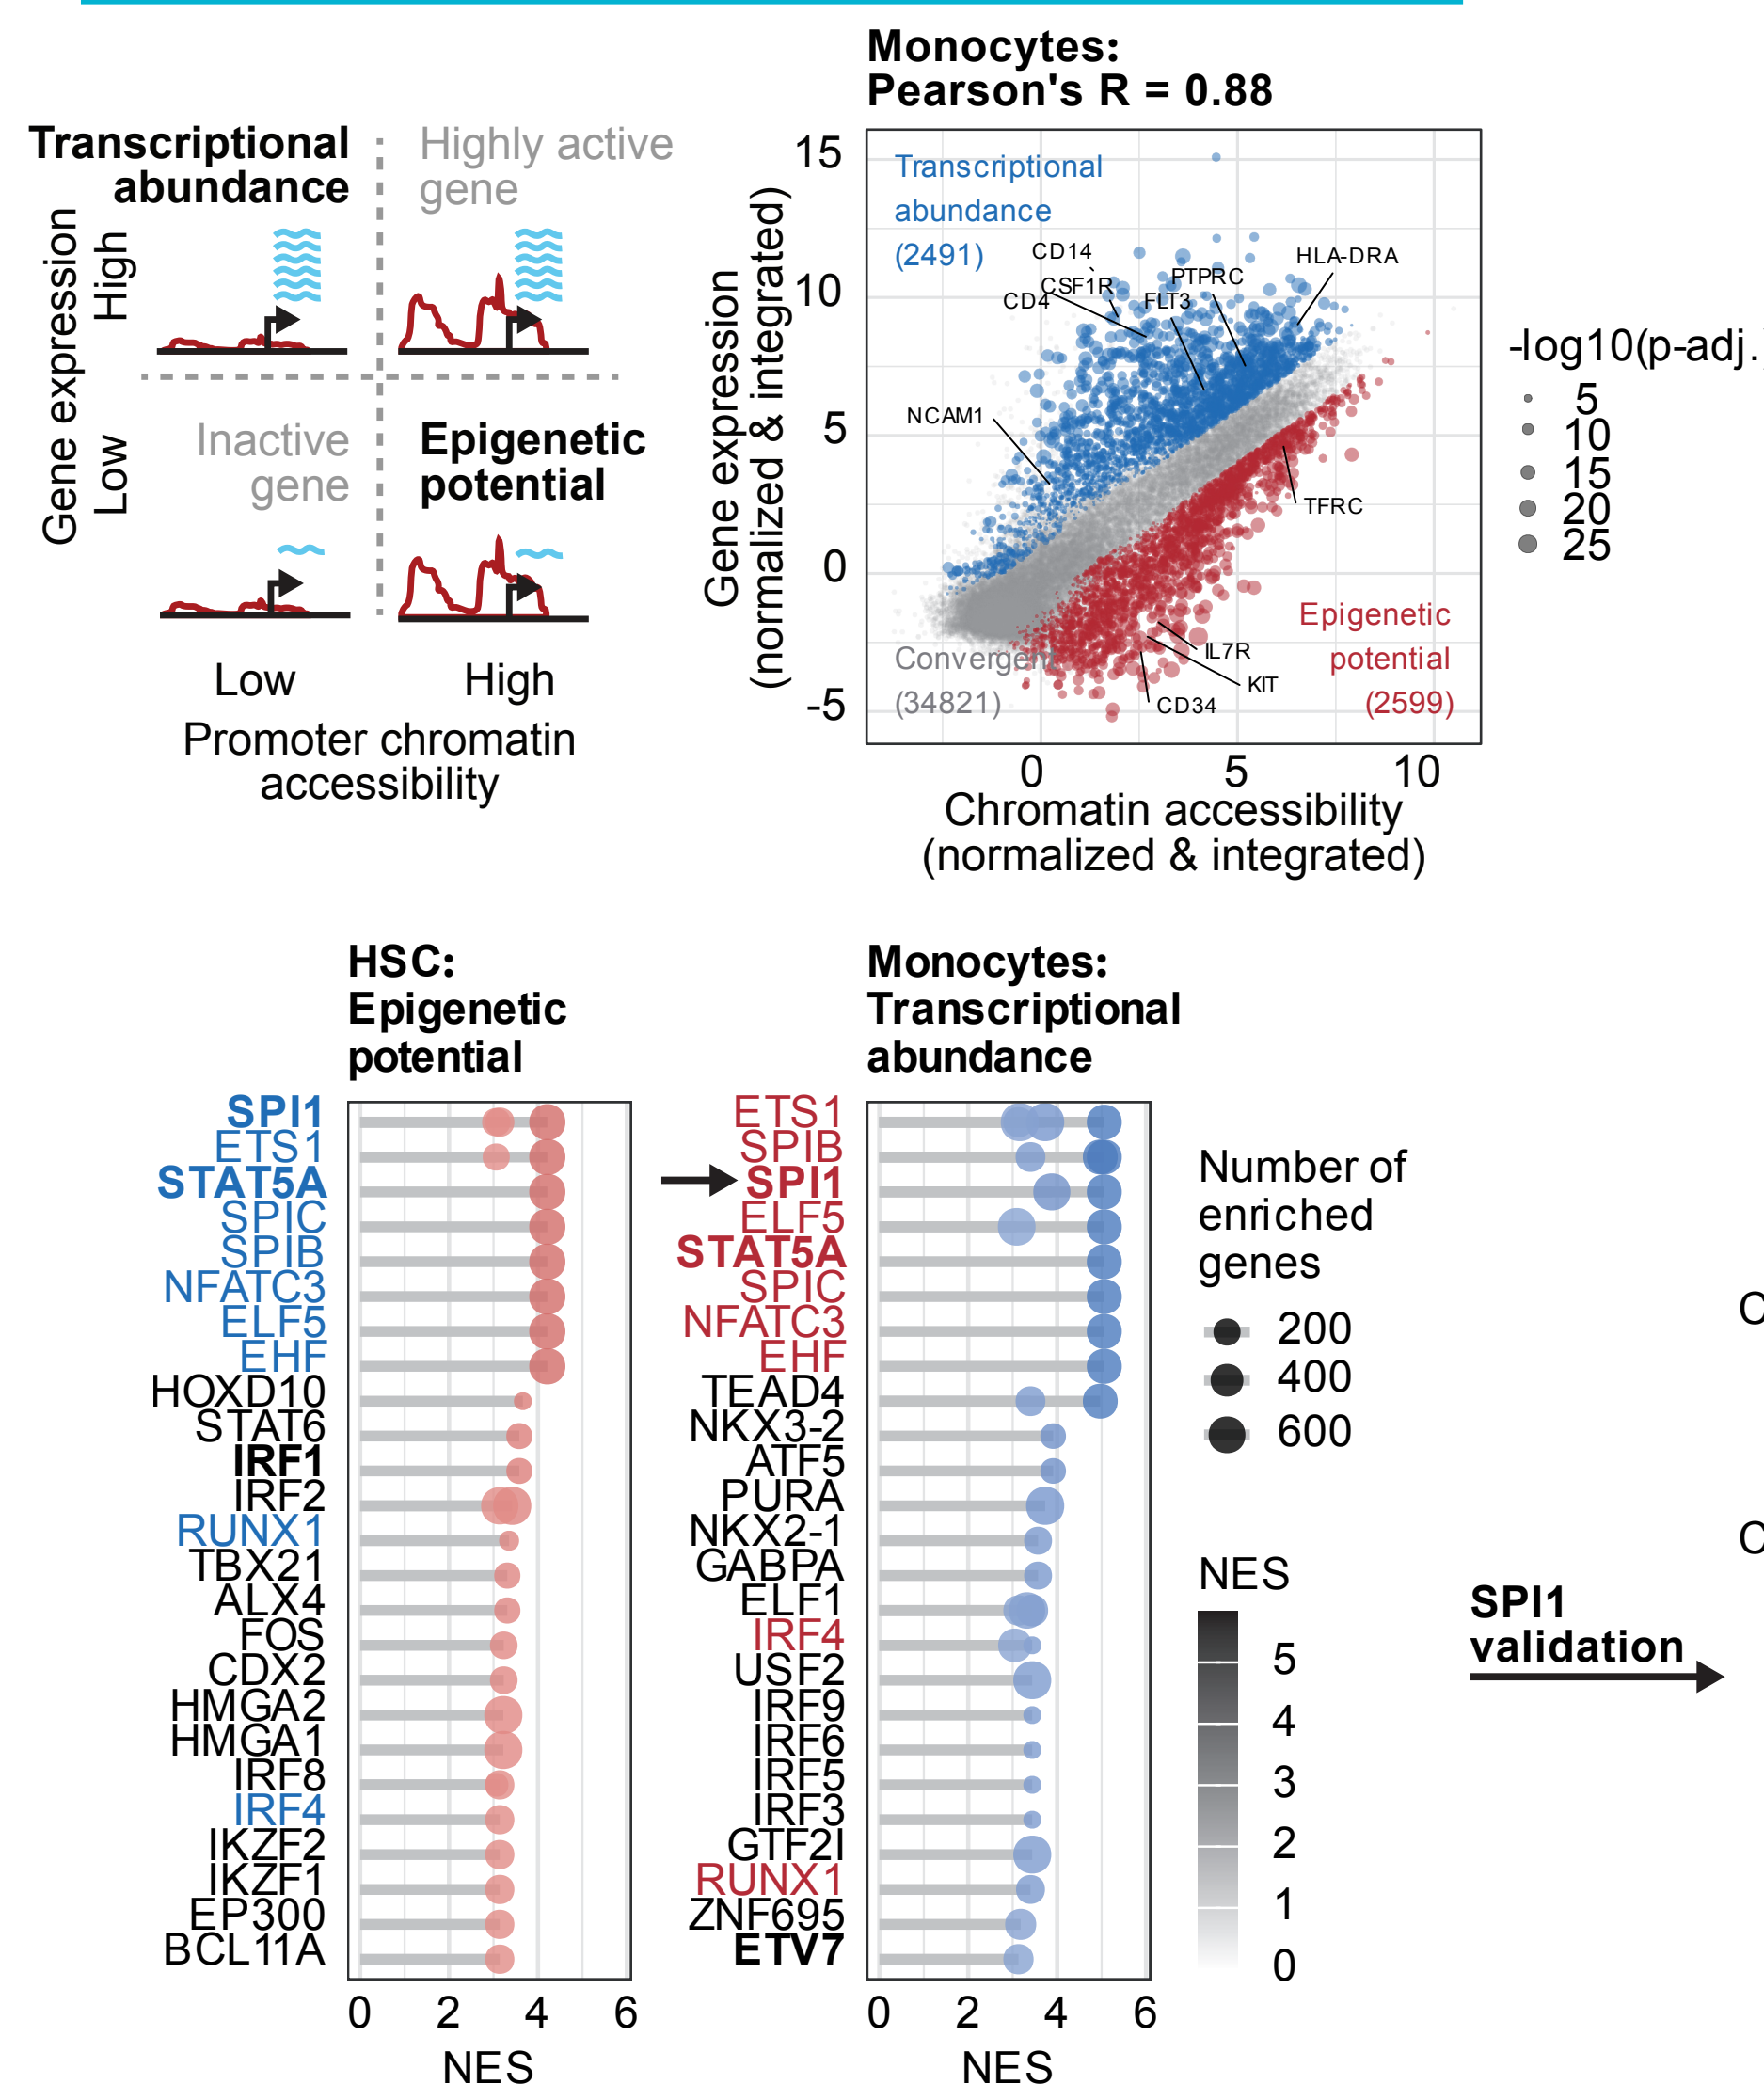 Transcriptional
abundance
Highly active
gene
Gene expression
High
Low
Inactive
gene
Epigenetic
potential
Low
High
Promoter chromatin
accessibility
Monocytes:
Pearson's R = 0.88
Gene expression
(normalized & integrated)
15
10
5
0
-5
Transcriptional
abundance
(2491)
CD14
CSF1R
CD4
PTPRC
FLT3
HLA-DRA
NCAM1
TFRC
Epigenetic
potential
(2599)
IL7R
KIT
CD34
Convergent
(34821)
0
5
10
Chromatin accessibility
(normalized & integrated)
-log10(p-adj.
5
10
15
20
25
HSC:
Epigenetic
potential
SPI1
ETS1
STAT5A
SPIC
SPIB
NFATC3
ELF5
EHF
HOXD10
STAT6
IRF1
IRF2
RUNX1
TBX21
ALX4
FOS
CDX2
HMGA2
HMGA1
IRF8
IRF4
IKZF2
IKZF1
EP300
BCL11A
0
2
4
6
NES
Monocytes:
Transcriptional
abundance
ETS1
SPIB
SPI1
ELF5
STAT5A
SPIC
NFATC3
EHF
TEAD4
NKX3-2
ATF5
PURA
NKX2-1
GABPA
ELF1
IRF4
USF2
IRF9
IRF6
IRF5
IRF3
GTF2I
RUNX1
ZNF695
ETV7
0
2
4
6
NES
Number of
enriched
genes
200
400
600
NES
5
4
3
2
1
0
SPI1
validation